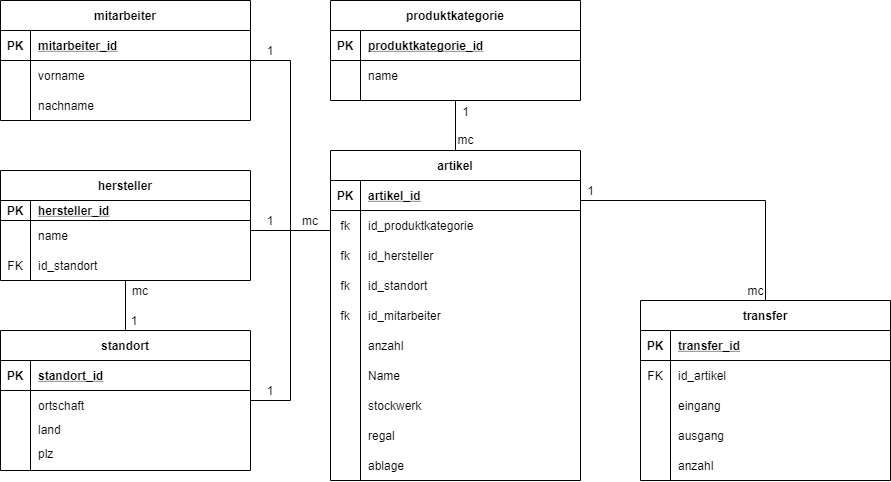 mitarbeiter
PK mitarbeiter_id
vorname
nachname
1
produktkategorie
PK produktkategorie_id
name
1
mc
hersteller
PK hersteller_id
name
FK id_standort
1
mc
mc
1
standort
PK standort_id
ortschaft
land
plz
1
artikel
PK artikel_id
fk id_produktkategorie
fk id_hersteller
fk id_standort
fk id_mitarbeiter
anzahl
Name
stockwerk
regal
ablage
1
mc
transfer
PK transfer_id
FK id_artikel
eingang
ausgang
anzahl